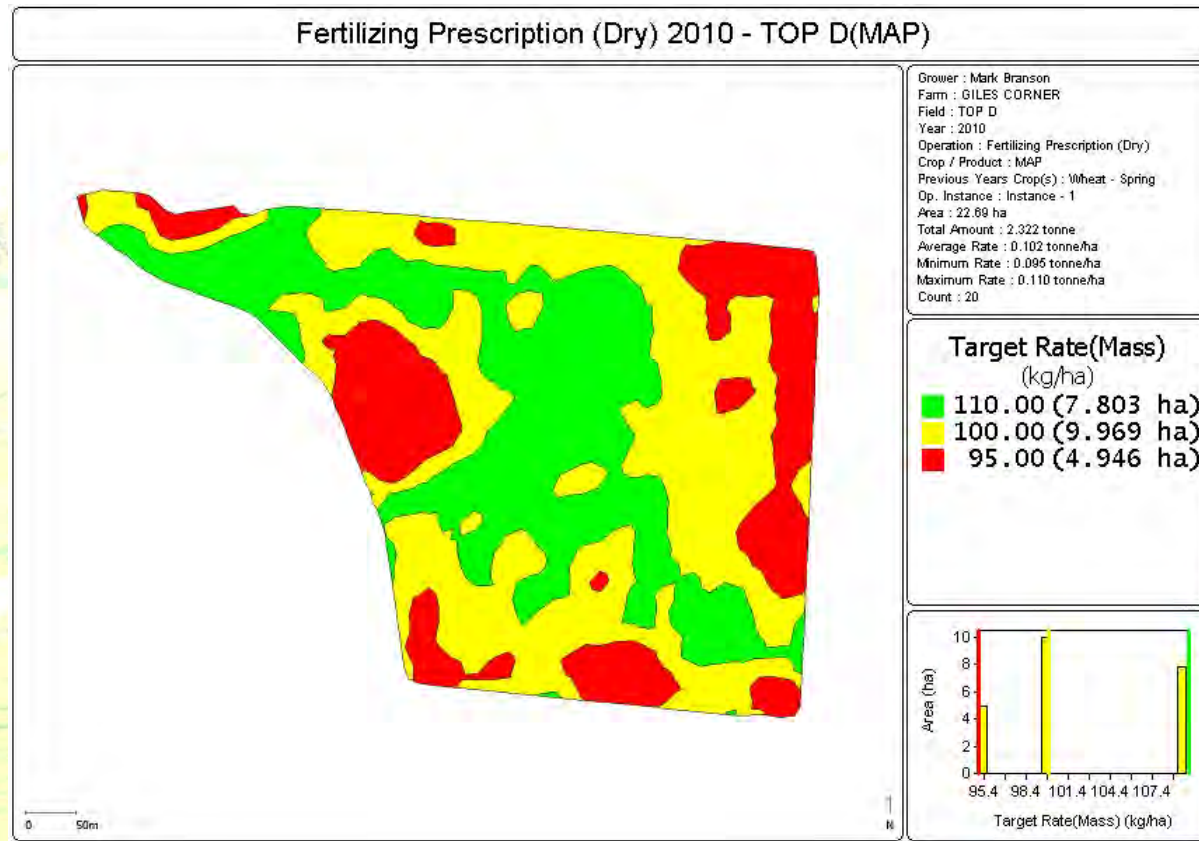 Fertilizing Prescription (Dry) 2010 - TOP D(MAP)
Grower : Mark Branson
Farm : GILES CORNER
Field : TOP D
Year : 2010
Operation : Fertilizing Prescription (Dry)
Crop / Product : MAP
Previous Years Crop(s) : Wheat - Spring
Op. Instance : Instance - 1
Area : 22.69 ha
Total Amount : 2.322 tonne
Average Rate : 0.102 tonne/ha
Minimum Rate : 0.095 tonne/ha
Maximum Rate : 0.110 tonne/ha
Count : 20
Target Rate(Mass)
(kg/ha)
110.00 (7.803 ha)
100.00 (9.969 ha)
95.00 (4.946 ha)
10
8
6
4
2
0
Area (ha)
95.4 98.4 101.4 104.4 107.4
Target Rate(Mass) (kg/ha)
0 50m
N